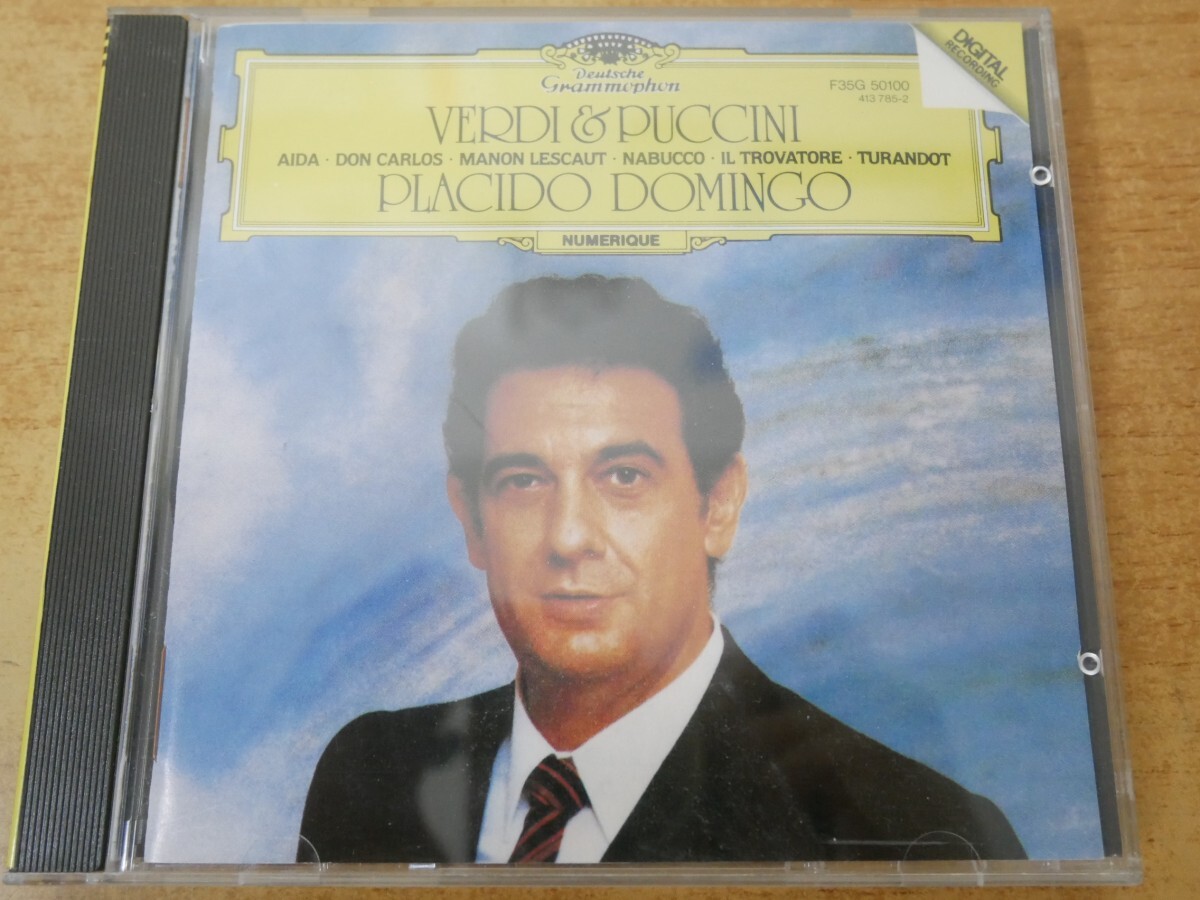 DIGITAL
RECORDING
Deutsche
Grammophon
F35G 50100
413 785-2
VERDI & PUCCINI
AIDA · DON CARLOS · MANON LESCAUT · NABUCCO · IL TROVATORE · TURANDOT
PLACIDO DOMINGO
NUMERIQUE